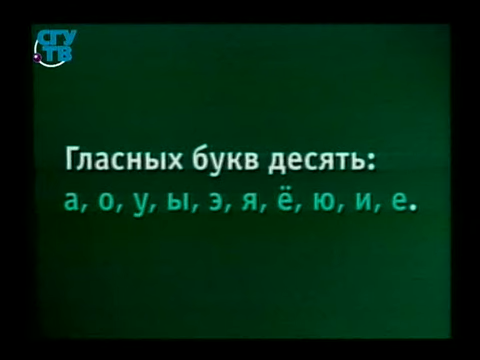 СГУ
ТВ
Гласных букв десять:
а, о, у, ы, э, я, ё, ю, и, е.